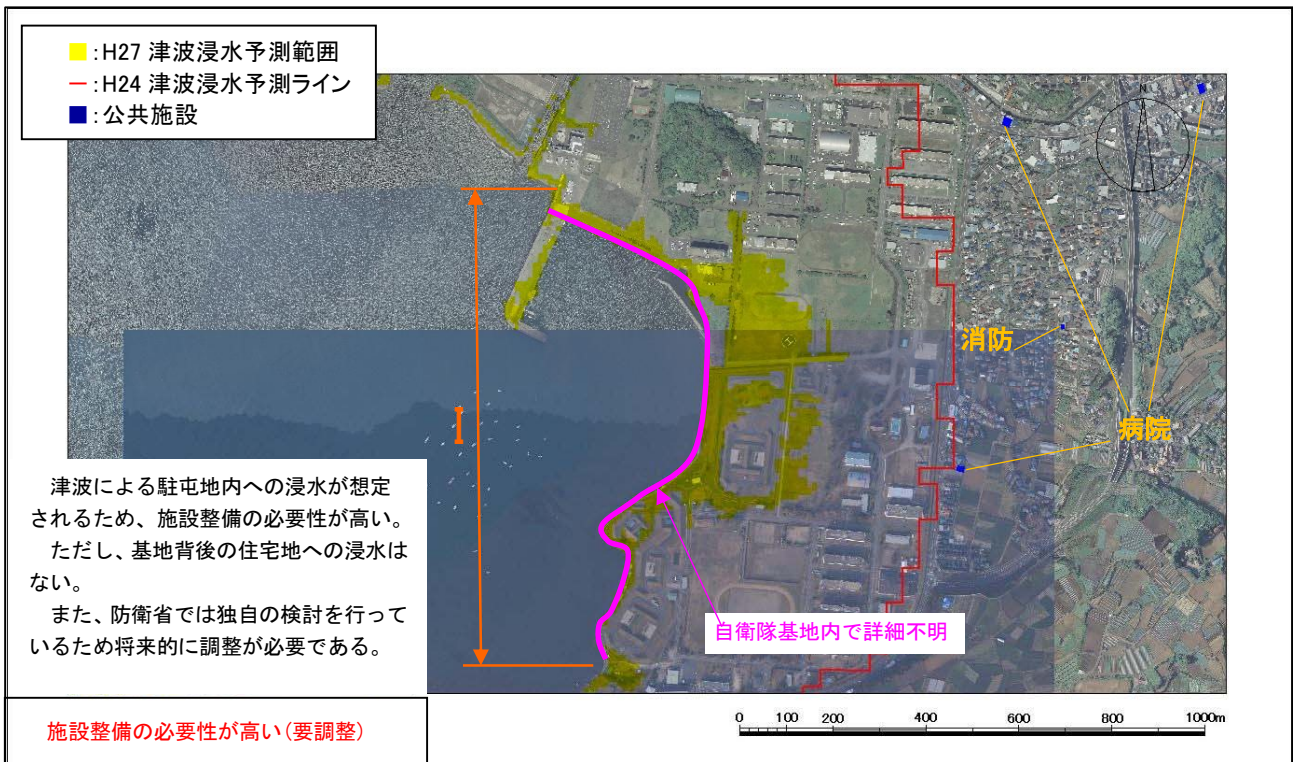 ■:H27 津波浸水予測範囲
－:H24 津波浸水予測ライン
■:公共施設
N
H
消防
I
病院
津波による駐屯地内への浸水が想定
されるため、施設整備の必要性が高い。
ただし、基地背後の住宅地への浸水は
ない。
また、防衛省では独自の検討を行って
いるため将来的に調整が必要である。
自衛隊基地内で詳細不明
施設整備の必要性が高い(要調整)
0 100 200 400 600 800 1000m